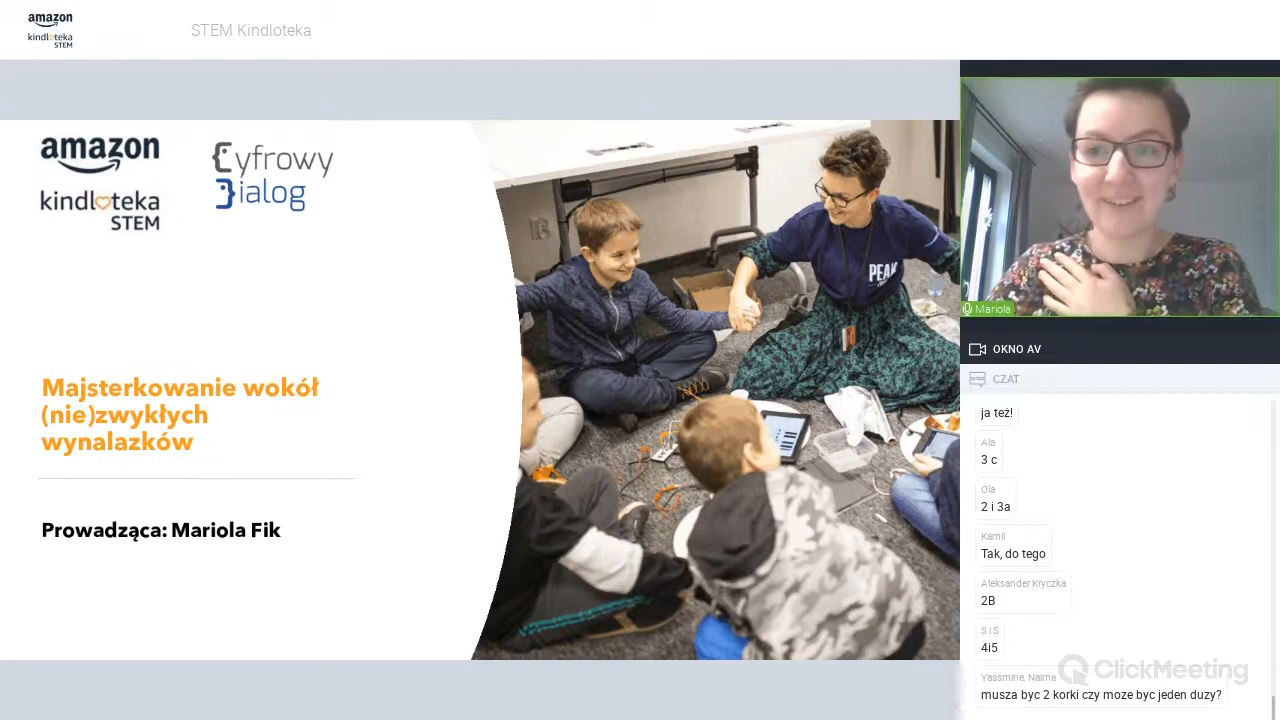 amazon
kindloteka
STEM
STEM Kindloteka
amazon
kindloteka
STEM
Cyfrowy
Dialog
Majsterkowanie wokół
(nie)zwykłych
wynalazków
Prowadząca: Mariola Fik
PEAK
Mariola
OKNO AV
CZAT
ja też!
Ala
3 c
Ola
2 i 3a
Kamil
Tak, do tego
Aleksander Kryczka
2B
S i S
4i5
ClickMeeting
Yassmine, Naima
musza byc 2 korki czy moze byc jeden duzy?